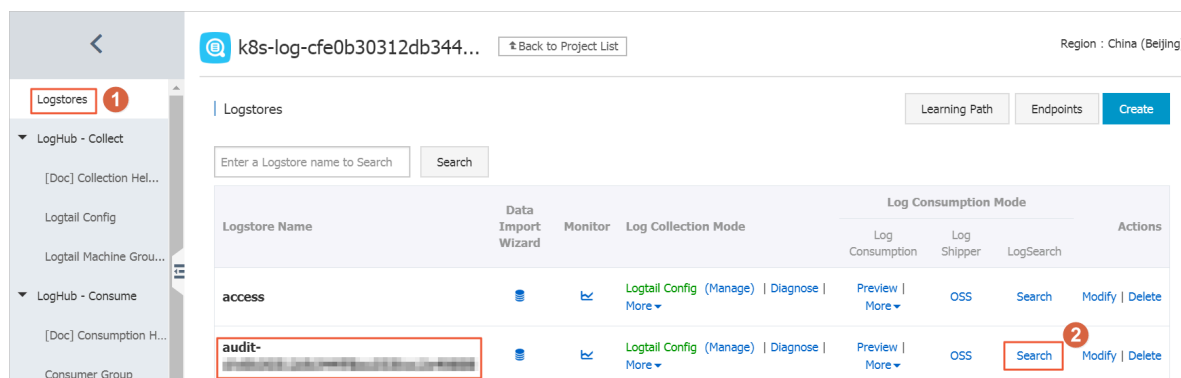 k8s-log-cfe0b30312db344...
Back to Project List
Region : China (Beijing
Logstores
1
LogHub - Collect
[Doc] Collection Hel...
Logtail Config
Logtail Machine Grou...
LogHub - Consume
[Doc] Consumption H...
Consumer Group
Logstores
Learning Path
Endpoints
Create
Enter a Logstore name to Search
Search
Logstore Name
Data
Import
Wizard
Monitor
Log Collection Mode
Log Consumption Mode
Log
Consumption
Log
Shipper
LogSearch
Actions
access
Logtail Config (Manage) | Diagnose |
More
Preview |
More
OSS
Search
Modify | Delete
audit-
Logtail Config (Manage) | Diagnose |
More
Preview |
More
OSS
Search
2
Modify | Delete